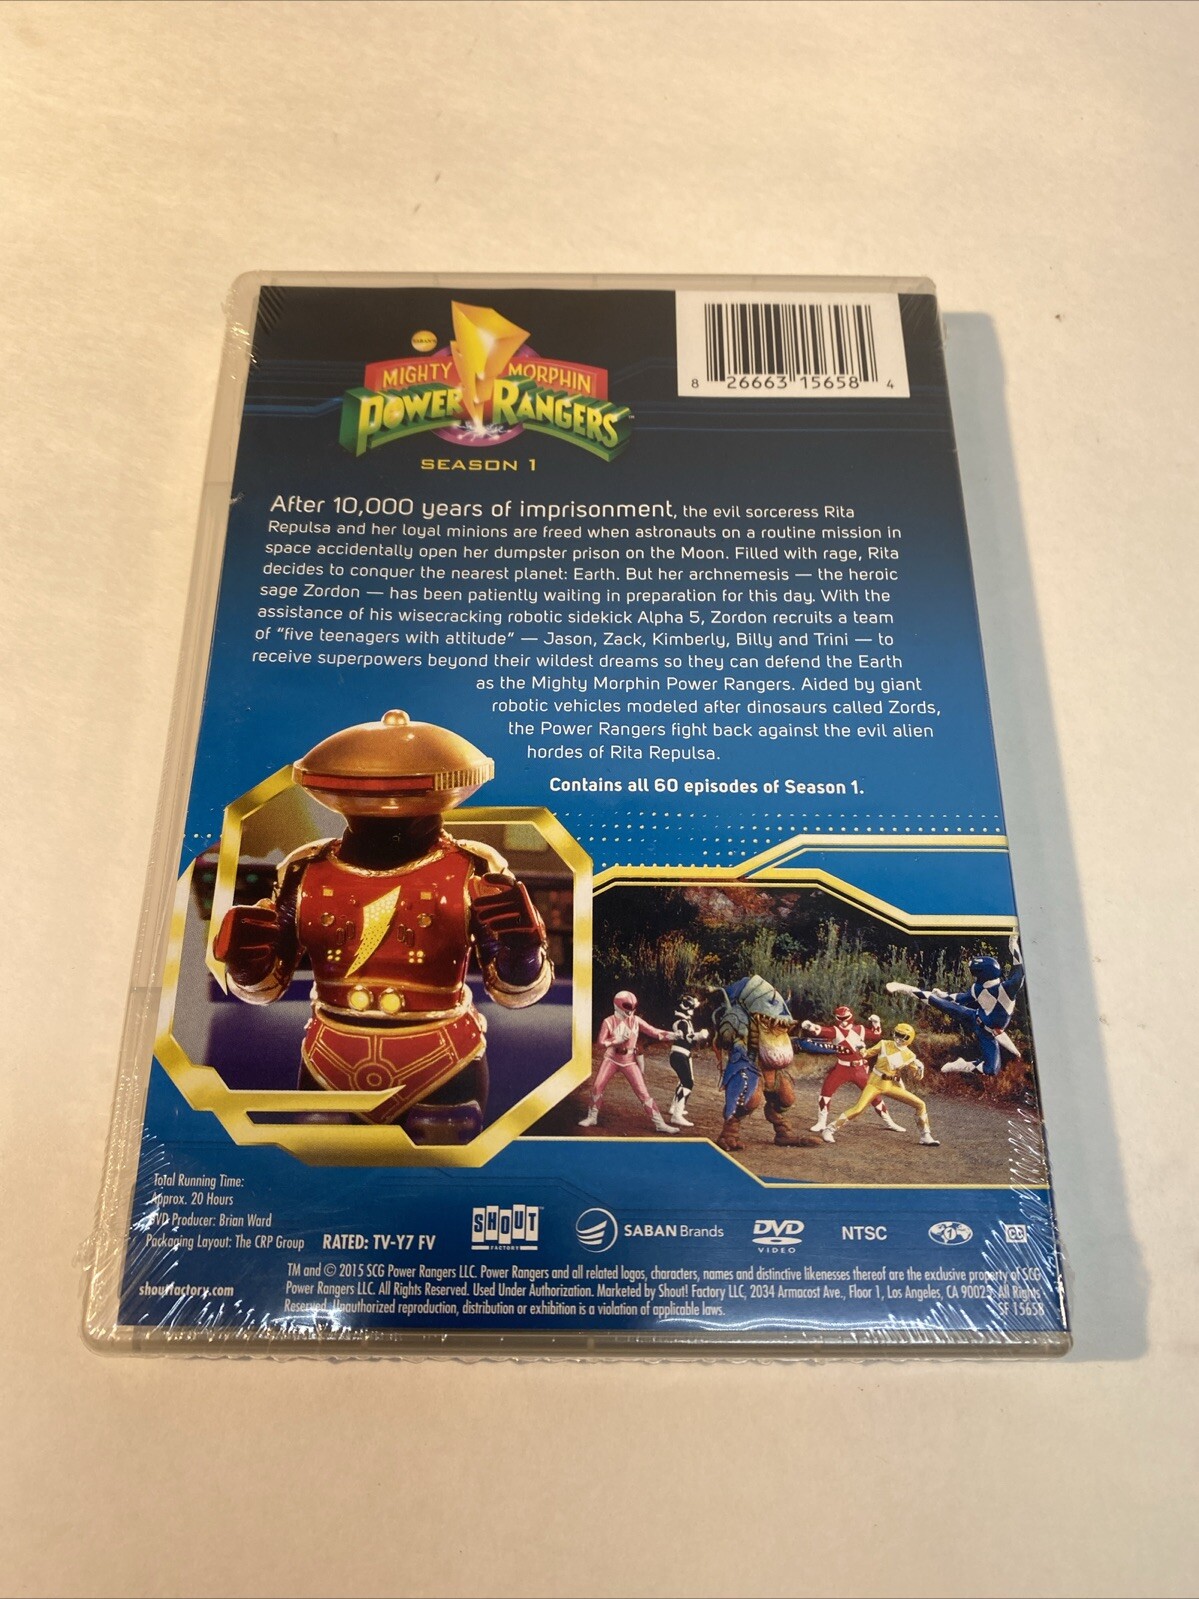 SABAN'S
MIGHTY MORPHIN
POWER RANGERS™
SEASON 1
8 26663 15658 4
After 10,000 years of imprisonment, the evil sorceress Rita
Repulsa and her loyal minions are freed when astronauts on a routine mission in
space accidentally open her dumpster prison on the Moon. Filled with rage, Rita
decides to conquer the nearest planet: Earth. But her archnemesis — the heroic
sage Zordon — has been patiently waiting in preparation for this day. With the
assistance of his wisecracking robotic sidekick Alpha 5, Zordon recruits a team
of "five teenagers with attitude" — Jason, Zack, Kimberly, Billy and Trini — to
receive superpowers beyond their wildest dreams so they can defend the Earth
as the Mighty Morphin Power Rangers. Aided by giant
robotic vehicles modeled after dinosaurs called Zords,
the Power Rangers fight back against the evil alien
hordes of Rita Repulsa.
Contains all 60 episodes of Season 1.
Total Running Time:
Approx. 20 Hours
DVD Producer: Brian Ward
Packaging Layout: The CRP Group
RATED: TV-Y7 FV
SHOUT!
FACTORY
SABAN Brands
DVD
VIDEO
NTSC
1
CC
shoutfactory.com
TM and © 2015 SCG Power Rangers LLC. Power Rangers and all related logos, characters, names and distinctive likenesses thereof are the exclusive property of SCG
Power Rangers LLC. All Rights Reserved. Used Under Authorization. Marketed by Shout! Factory LLC, 2034 Armacost Ave., Floor 1, Los Angeles, CA 90025. All Rights
Reserved. Unauthorized reproduction, distribution or exhibition is a violation of applicable laws.
SF 15658